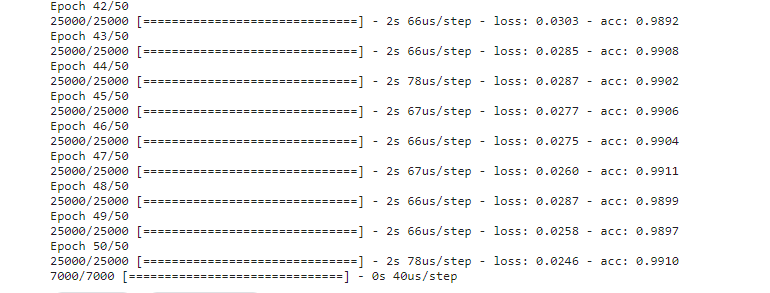 Epoch 42/50
25000/25000 [==============================] - 2s 66us/step - loss: 0.0303 - acc: 0.9892
Epoch 43/50
25000/25000 [==============================] - 2s 66us/step - loss: 0.0285 - acc: 0.9908
Epoch 44/50
25000/25000 [==============================] - 2s 78us/step - loss: 0.0287 - acc: 0.9902
Epoch 45/50
25000/25000 [==============================] - 2s 67us/step - loss: 0.0277 - acc: 0.9906
Epoch 46/50
25000/25000 [==============================] - 2s 66us/step - loss: 0.0275 - acc: 0.9904
Epoch 47/50
25000/25000 [==============================] - 2s 67us/step - loss: 0.0260 - acc: 0.9911
Epoch 48/50
25000/25000 [==============================] - 2s 66us/step - loss: 0.0287 - acc: 0.9899
Epoch 49/50
25000/25000 [==============================] - 2s 66us/step - loss: 0.0258 - acc: 0.9897
Epoch 50/50
25000/25000 [==============================] - 2s 78us/step - loss: 0.0246 - acc: 0.9910
7000/7000 [==============================] - 0s 40us/step